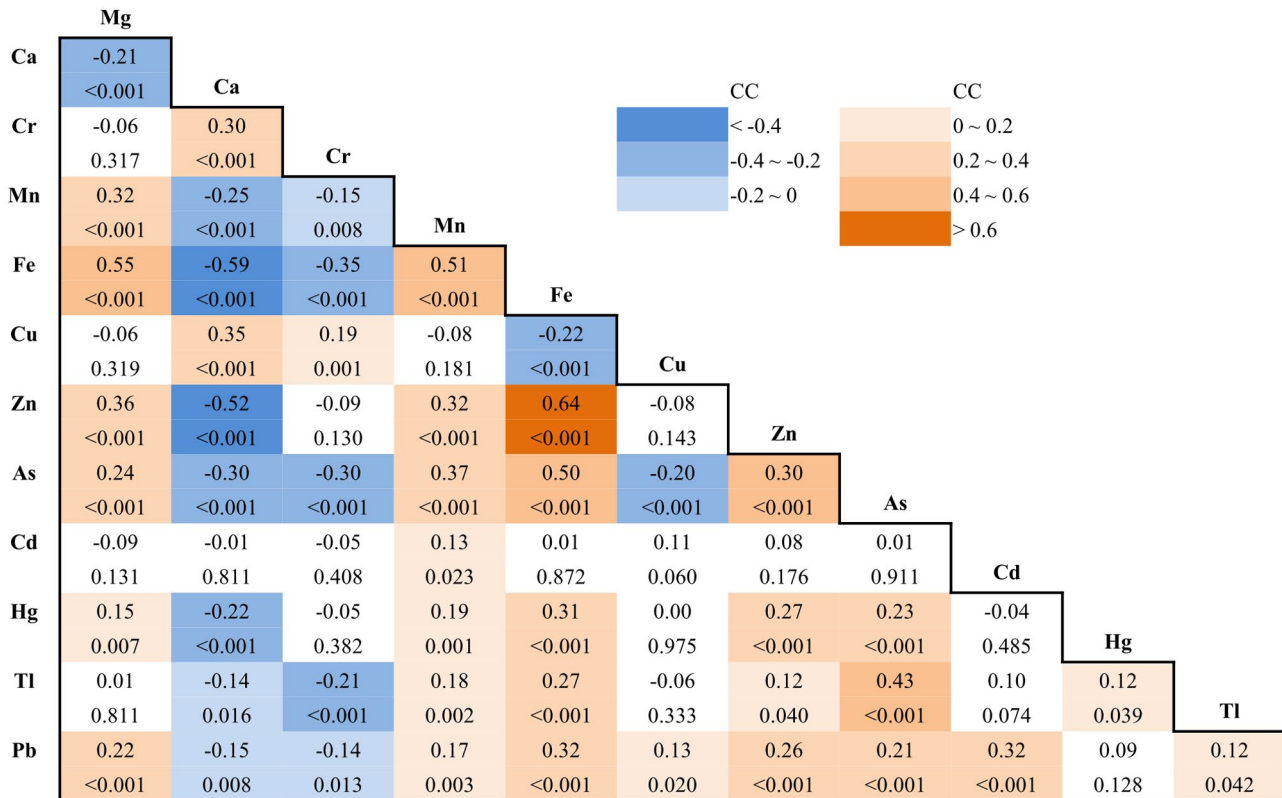 Mg
Ca -0.21
<0.001 Ca
CC CC
< -0.4 0 ~ 0.2
Cr -0.06 0.30
0.317 <0.001 Cr
-0.4 ~ -0.2 0.2 ~ 0.4
Mn 0.32 -0.25 -0.15
-0.2 ~ 0 0.4 ~ 0.6
<0.001 <0.001 0.008 Mn
> 0.6
Fe 0.55 -0.59 -0.35 0.51
<0.001 <0.001 <0.001 <0.001 Fe
Cu -0.06 0.35 0.19 -0.08 -0.22
0.319 <0.001 0.001 0.181 <0.001 Cu
Zn 0.36 -0.52 -0.09 0.32 0.64 -0.08
<0.001 <0.001 0.130 <0.001 <0.001 0.143 Zn
As 0.24 -0.30 -0.30 0.37 0.50 -0.20 0.30
<0.001 <0.001 <0.001 <0.001 <0.001 <0.001 <0.001 As
Cd -0.09 -0.01 -0.05 0.13 0.01 0.11 0.08 0.01
0.131 0.811 0.408 0.023 0.872 0.060 0.176 0.911 Cd
Hg 0.15 -0.22 -0.05 0.19 0.31 0.00 0.27 0.23 -0.04
0.007 <0.001 0.382 0.001 <0.001 0.975 <0.001 <0.001 0.485 Hg
Tl 0.01 -0.14 -0.21 0.18 0.27 -0.06 0.12 0.43 0.10 0.12
0.811 0.016 <0.001 0.002 <0.001 0.333 0.040 <0.001 0.074 0.039 Tl
Pb 0.22 -0.15 -0.14 0.17 0.32 0.13 0.26 0.21 0.32 0.09 0.12
<0.001 0.008 0.013 0.003 <0.001 0.020 <0.001 <0.001 <0.001 0.128 0.042